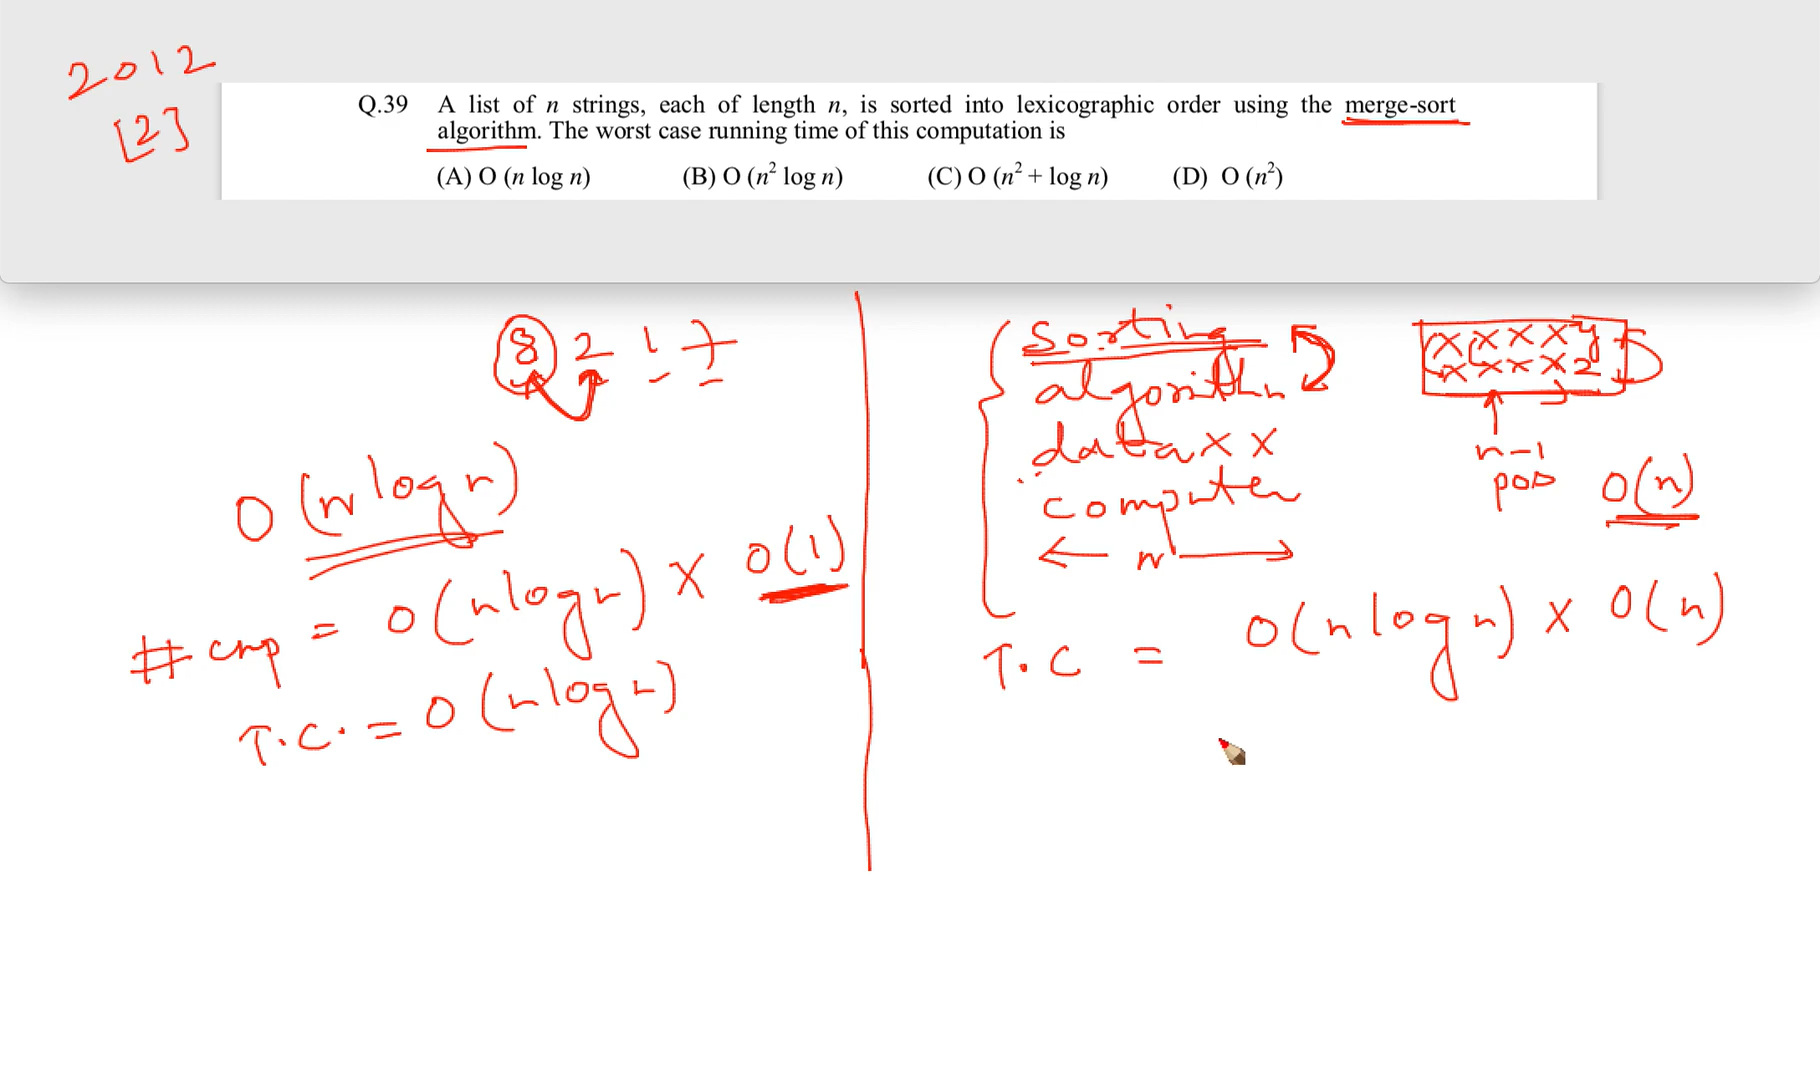 2012
[2]
Q.39 A list of n strings, each of length n, is sorted into lexicographic order using the merge-sort
algorithm. The worst case running time of this computation is
(A) O (n log n) (B) O (n² log n) (C) O (n² + log n) (D) O (n²)
8 2 1 7
O(n log n)
#cmp = O(n log n) × O(1)
T.C. = O(n log n)
Sorting
algorithn
data x x
computer
← n →
x x x x y
x x x x z
n-1
pos
O(n)
T.C = O(n log n) × O(n)